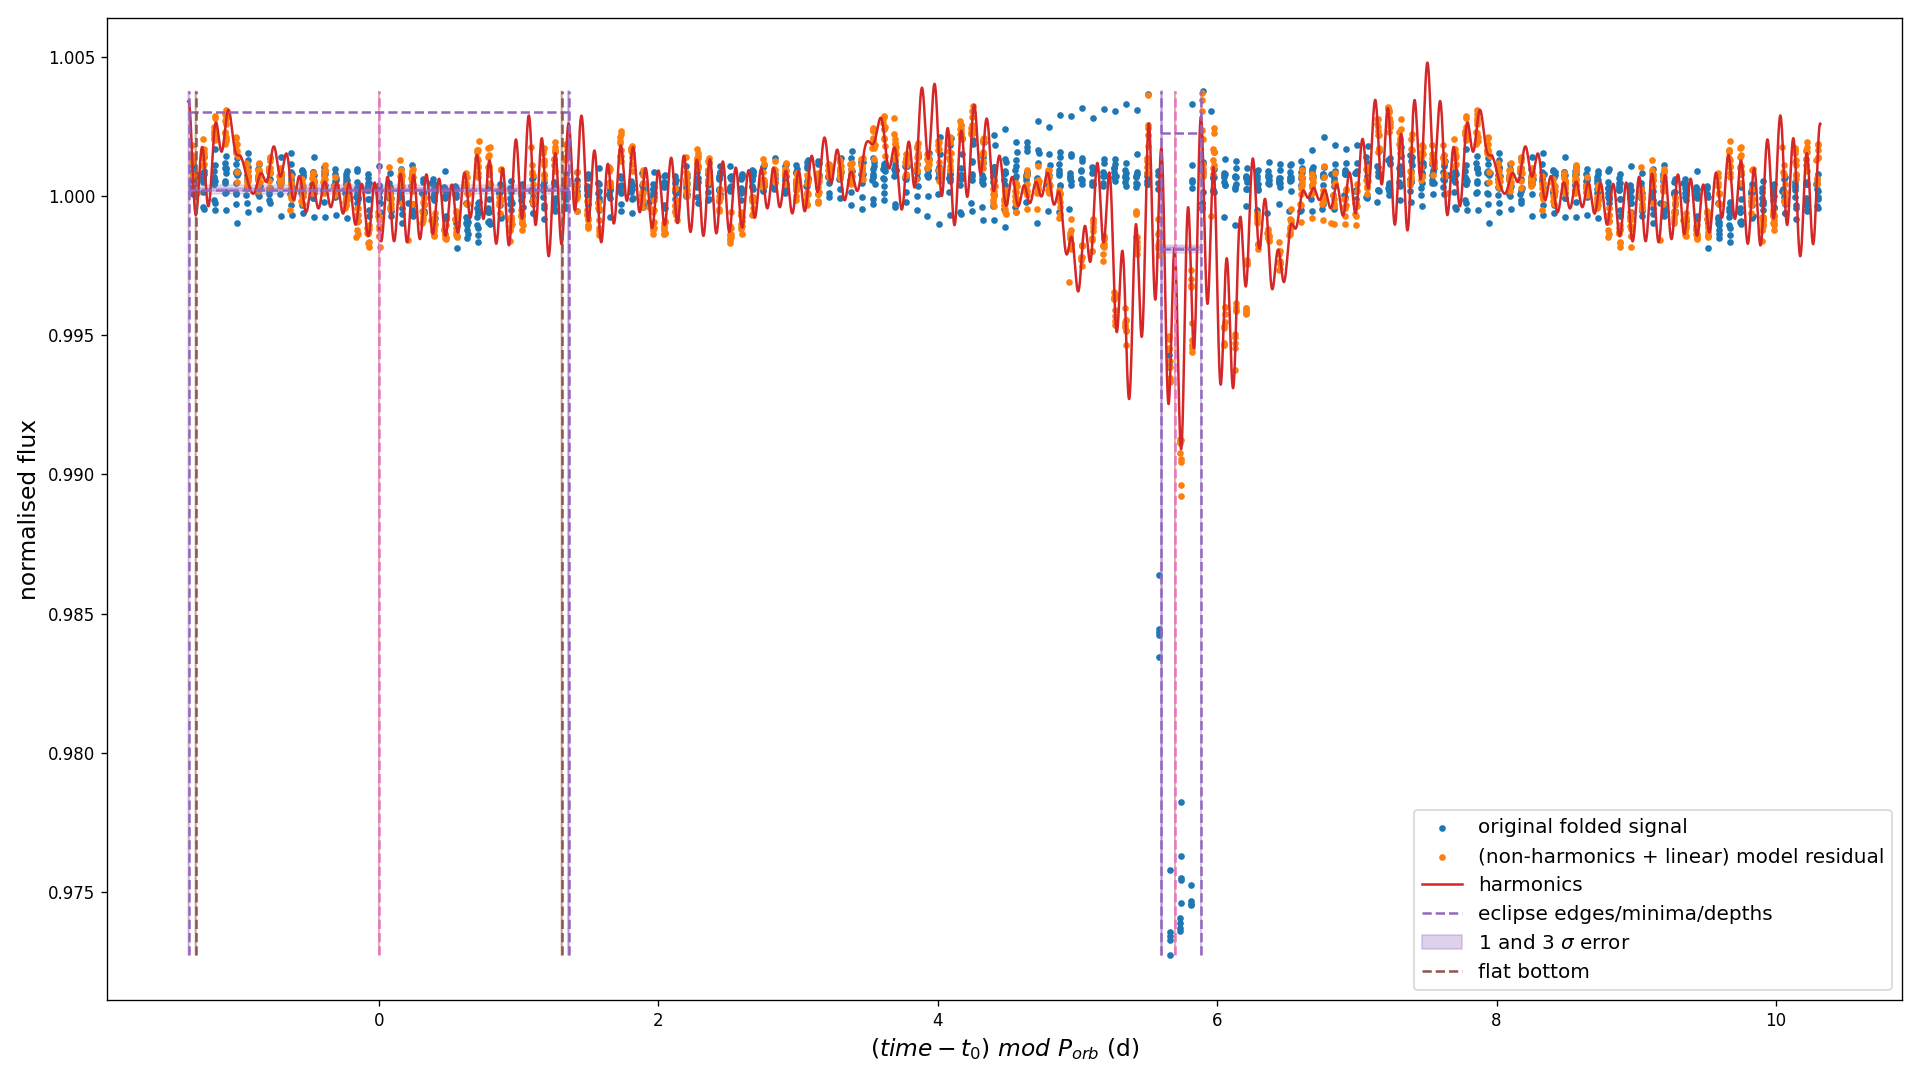 1.005
1.000
0.995
0.990
0.985
0.980
0.975
normalised flux
0
2
4
6
8
10
(time − t₀) mod Pₒᵣᵦ (d)
original folded signal
(non-harmonics + linear) model residual
harmonics
eclipse edges/minima/depths
1 and 3 σ error
flat bottom